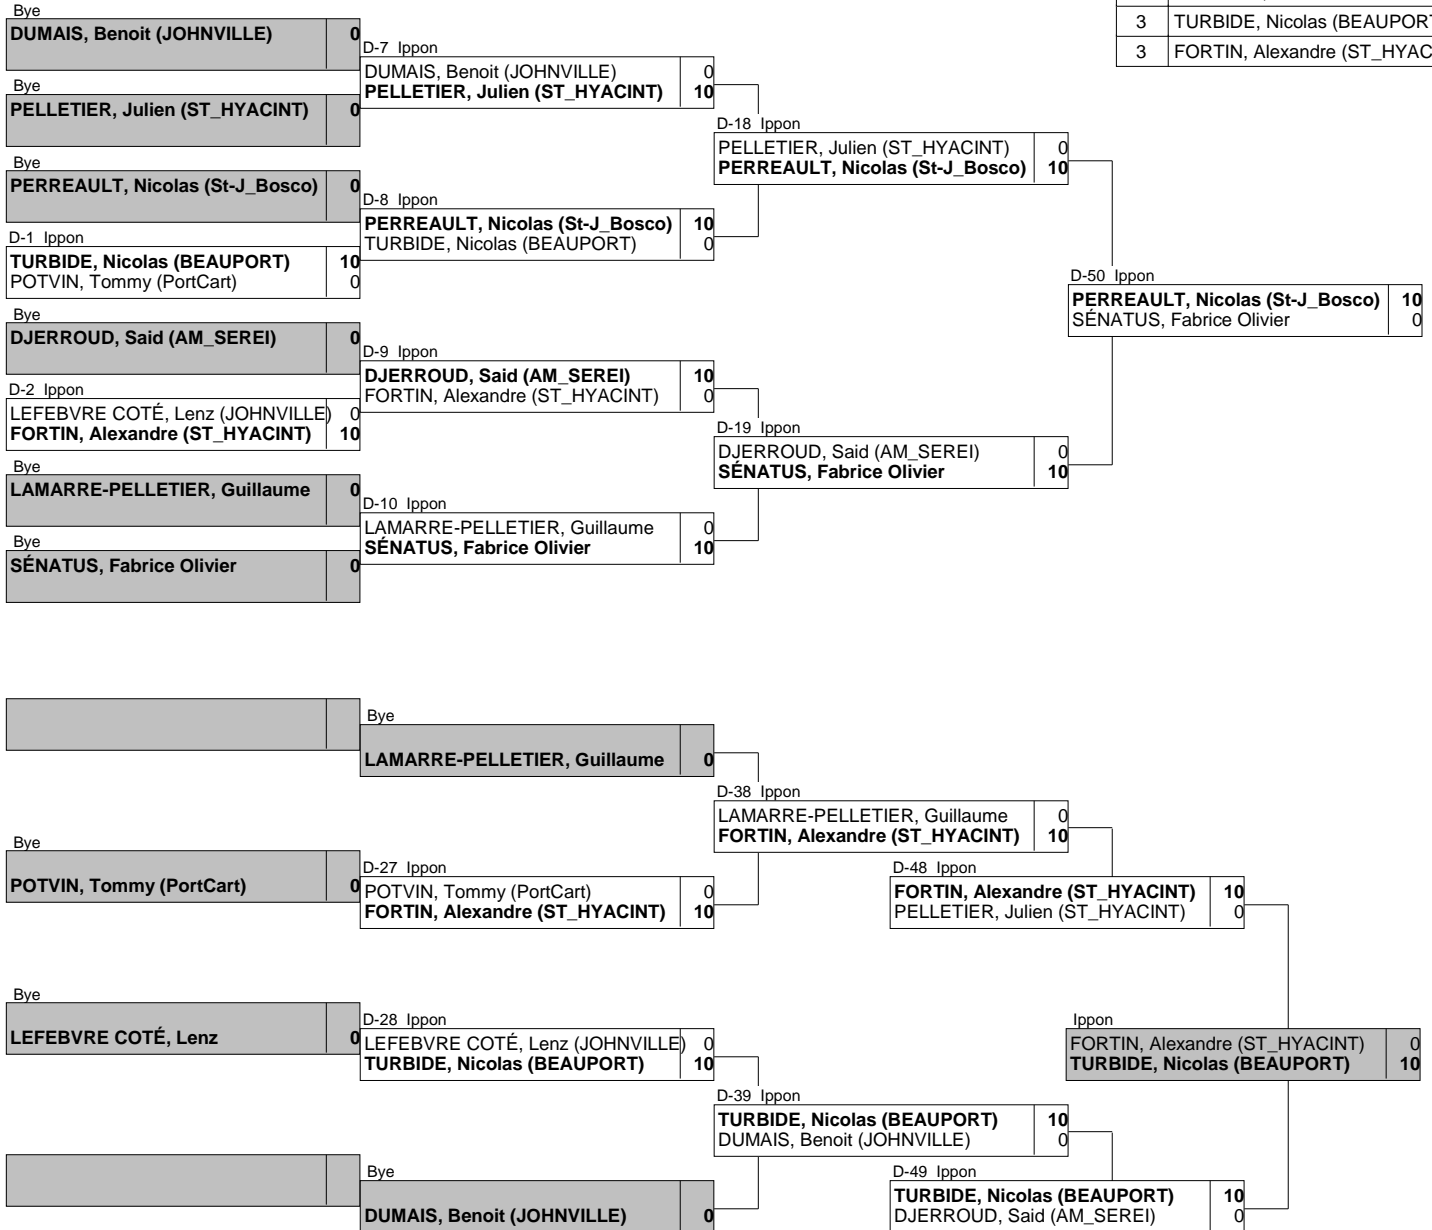 3 TURBIDE, Nicolas (BEAUPORT
3 FORTIN, Alexandre (ST_HYAC
Bye
DUMAIS, Benoit (JOHNVILLE) 0
Bye
PELLETIER, Julien (ST_HYACINT) 0
Bye
PERREAULT, Nicolas (St-J_Bosco) 0
D-1 Ippon
TURBIDE, Nicolas (BEAUPORT) 10
POTVIN, Tommy (PortCart) 0
Bye
DJERROUD, Said (AM_SEREI) 0
D-2 Ippon
LEFEBVRE COTÉ, Lenz (JOHNVILLE) 0
FORTIN, Alexandre (ST_HYACINT) 10
Bye
LAMARRE-PELLETIER, Guillaume 0
Bye
SÉNATUS, Fabrice Olivier 0
D-7 Ippon
DUMAIS, Benoit (JOHNVILLE) 0
PELLETIER, Julien (ST_HYACINT) 10
D-8 Ippon
PERREAULT, Nicolas (St-J_Bosco) 10
TURBIDE, Nicolas (BEAUPORT) 0
D-9 Ippon
DJERROUD, Said (AM_SEREI) 10
FORTIN, Alexandre (ST_HYACINT) 0
D-10 Ippon
LAMARRE-PELLETIER, Guillaume 0
SÉNATUS, Fabrice Olivier 10
D-18 Ippon
PELLETIER, Julien (ST_HYACINT) 0
PERREAULT, Nicolas (St-J_Bosco) 10
D-19 Ippon
DJERROUD, Said (AM_SEREI) 0
SÉNATUS, Fabrice Olivier 10
D-50 Ippon
PERREAULT, Nicolas (St-J_Bosco) 10
SÉNATUS, Fabrice Olivier 0
Bye
POTVIN, Tommy (PortCart) 0
Bye
LEFEBVRE COTÉ, Lenz 0
Bye
LAMARRE-PELLETIER, Guillaume 0
D-27 Ippon
POTVIN, Tommy (PortCart) 0
FORTIN, Alexandre (ST_HYACINT) 10
D-28 Ippon
LEFEBVRE COTÉ, Lenz (JOHNVILLE) 0
TURBIDE, Nicolas (BEAUPORT) 10
Bye
DUMAIS, Benoit (JOHNVILLE) 0
D-38 Ippon
LAMARRE-PELLETIER, Guillaume 0
FORTIN, Alexandre (ST_HYACINT) 10
D-39 Ippon
TURBIDE, Nicolas (BEAUPORT) 10
DUMAIS, Benoit (JOHNVILLE) 0
D-48 Ippon
FORTIN, Alexandre (ST_HYACINT) 10
PELLETIER, Julien (ST_HYACINT) 0
D-49 Ippon
TURBIDE, Nicolas (BEAUPORT) 10
DJERROUD, Said (AM_SEREI) 0
Ippon
FORTIN, Alexandre (ST_HYACINT) 0
TURBIDE, Nicolas (BEAUPORT) 10